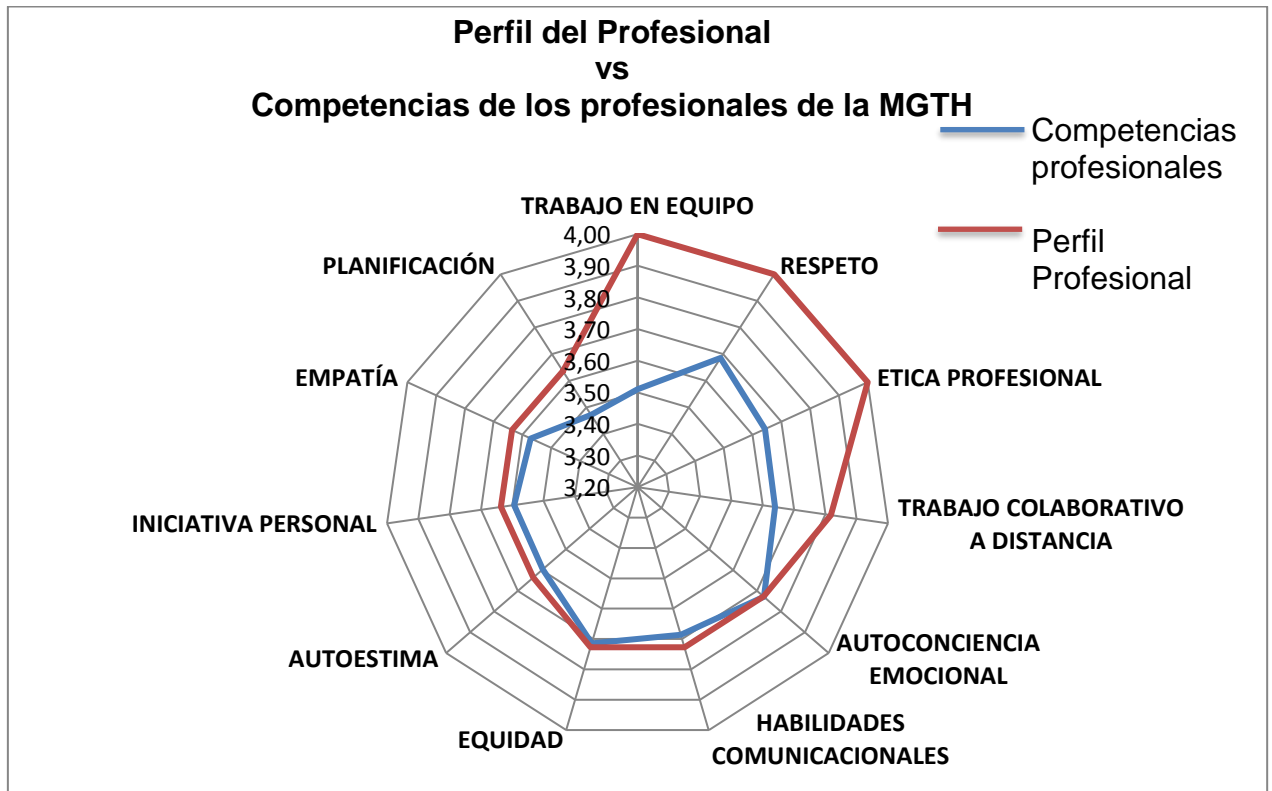 Perfil del Profesional
vs
Competencias de los profesionales de la MGTH
Competencias
profesionales
Perfil
Profesional
TRABAJO EN EQUIPO
RESPETO
ETICA PROFESIONAL
TRABAJO COLABORATIVO
A DISTANCIA
AUTOCONCIENCIA
EMOCIONAL
HABILIDADES
COMUNICACIONALES
EQUIDAD
AUTOESTIMA
INICIATIVA PERSONAL
EMPATÍA
PLANIFICACIÓN
4,00
3,90
3,80
3,70
3,60
3,50
3,40
3,30
3,20